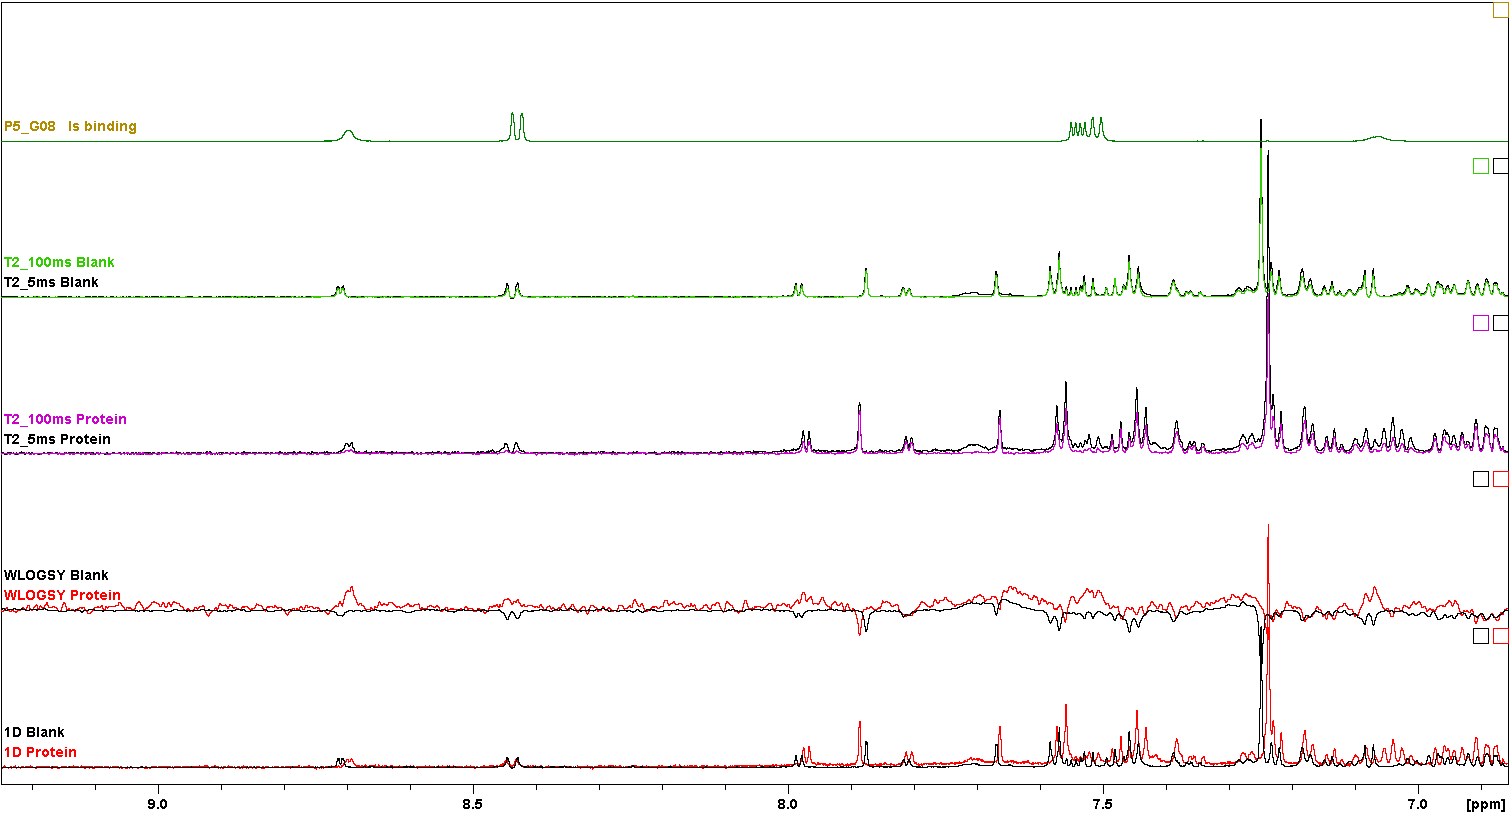 P5_G08 Is binding
T2_100ms Blank
T2_5ms Blank
T2_100ms Protein
T2_5ms Protein
WLOGSY Blank
WLOGSY Protein
1D Blank
1D Protein
9.0 8.5 8.0 7.5 7.0 [ppm]